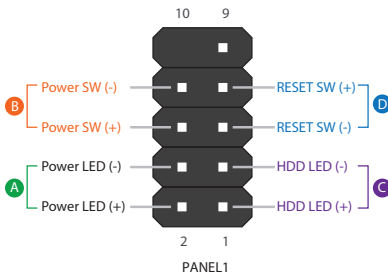 10 9
Power SW (-) RESET SW (+)
B D
Power SW (+) RESET SW (-)
Power LED (-) HDD LED (-)
A C
Power LED (+) HDD LED (+)
2 1
PANEL1